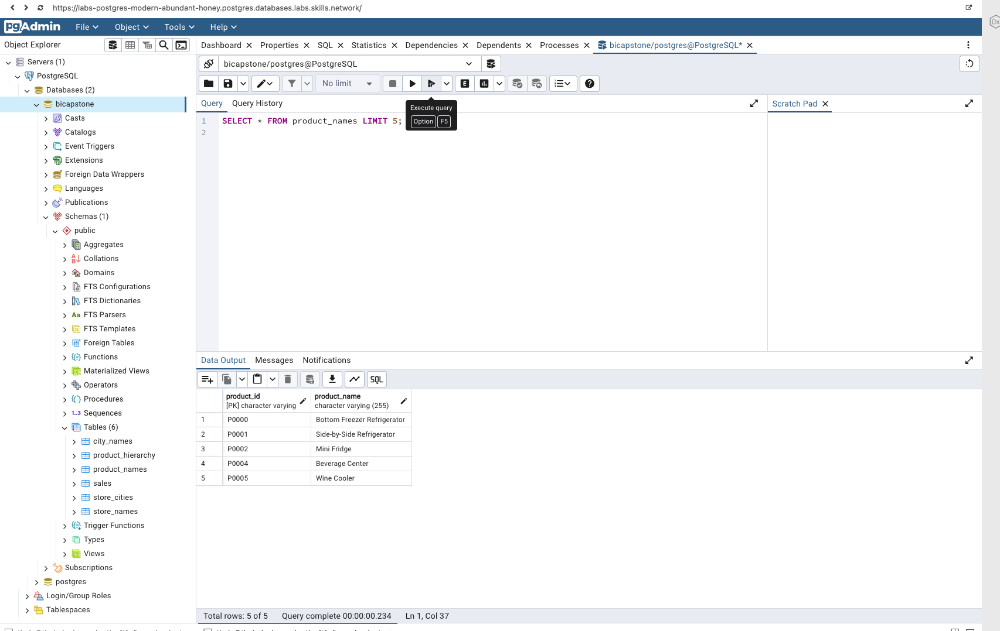 https://labs-postgres-modern-abundant-honey.postgres.databases.labs.skills.network/
pgAdmin File Object Tools Help
Object Explorer
Dashboard Properties SQL Statistics Dependencies Dependents Processes bicapstone/postgres@PostgreSQL*
Servers (1)
PostgreSQL
Databases (2)
bicapstone
Casts
Catalogs
Event Triggers
Extensions
Foreign Data Wrappers
Languages
Publications
Schemas (1)
public
Aggregates
Collations
Domains
FTS Configurations
FTS Dictionaries
Aa FTS Parsers
FTS Templates
Foreign Tables
Functions
Materialized Views
Operators
Procedures
1..3 Sequences
Tables (6)
city_names
product_hierarchy
product_names
sales
store_cities
store_names
Trigger Functions
Types
Views
Subscriptions
postgres
Login/Group Roles
Tablespaces
bicapstone/postgres@PostgreSQL
No limit
E
Query Query History
Execute query
Option F5
Scratch Pad
1 SELECT * FROM product_names LIMIT 5;
2
Data Output Messages Notifications
SQL
product_id
[PK] character varying
product_name
character varying (255)
1 P0000 Bottom Freezer Refrigerator
2 P0001 Side-by-Side Refrigerator
3 P0002 Mini Fridge
4 P0004 Beverage Center
5 P0005 Wine Cooler
Total rows: 5 of 5 Query complete 00:00:00.234 Ln 1, Col 37